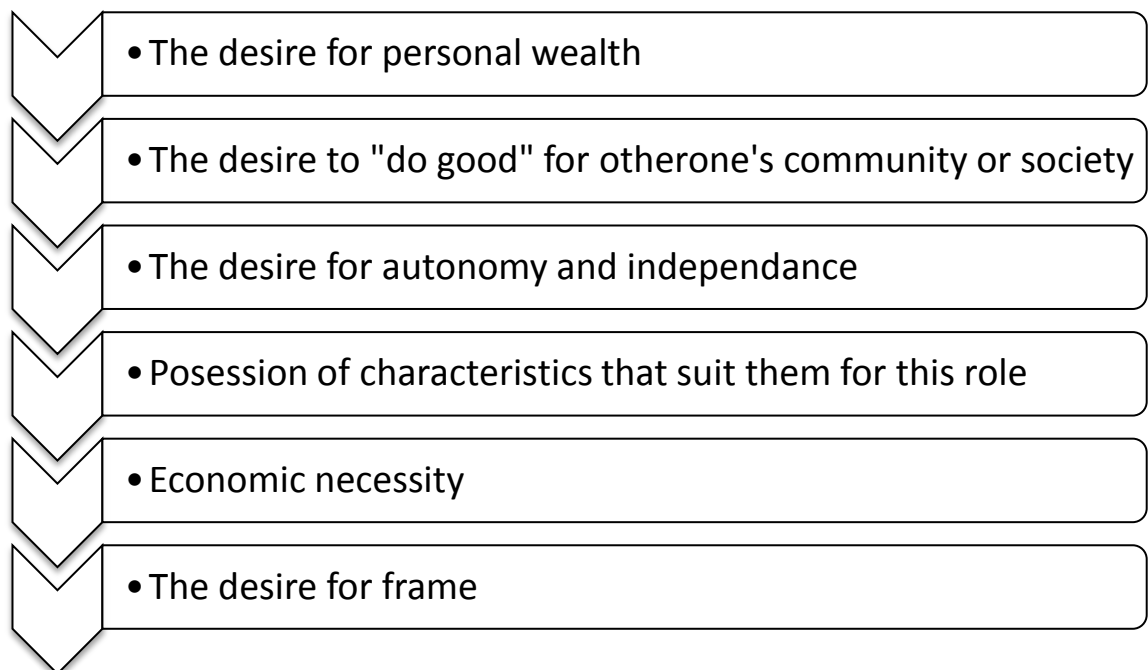 •The desire for personal wealth
•The desire to "do good" for otherone's community or society
•The desire for autonomy and independance
•Posession of characteristics that suit them for this role
•Economic necessity
•The desire for frame